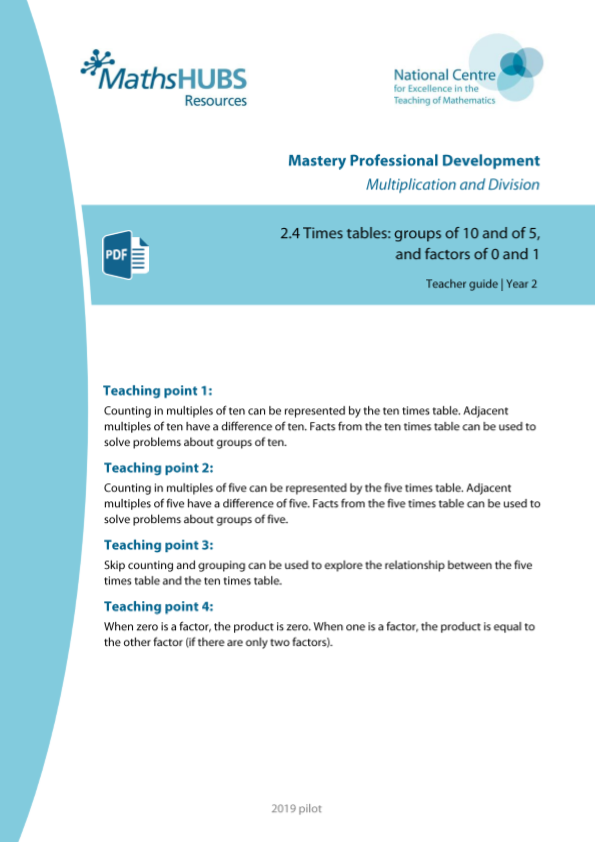 MathsHUBS
Resources
National Centre
for Excellence in the
Teaching of Mathematics
Mastery Professional Development
Multiplication and Division
PDF
2.4 Times tables: groups of 10 and of 5,
and factors of 0 and 1
Teacher guide | Year 2
Teaching point 1:
Counting in multiples of ten can be represented by the ten times table. Adjacent
multiples of ten have a difference of ten. Facts from the ten times table can be used to
solve problems about groups of ten.
Teaching point 2:
Counting in multiples of five can be represented by the five times table. Adjacent
multiples of five have a difference of five. Facts from the five times table can be used to
solve problems about groups of five.
Teaching point 3:
Skip counting and grouping can be used to explore the relationship between the five
times table and the ten times table.
Teaching point 4:
When zero is a factor, the product is zero. When one is a factor, the product is equal to
the other factor (if there are only two factors).
2019 pilot